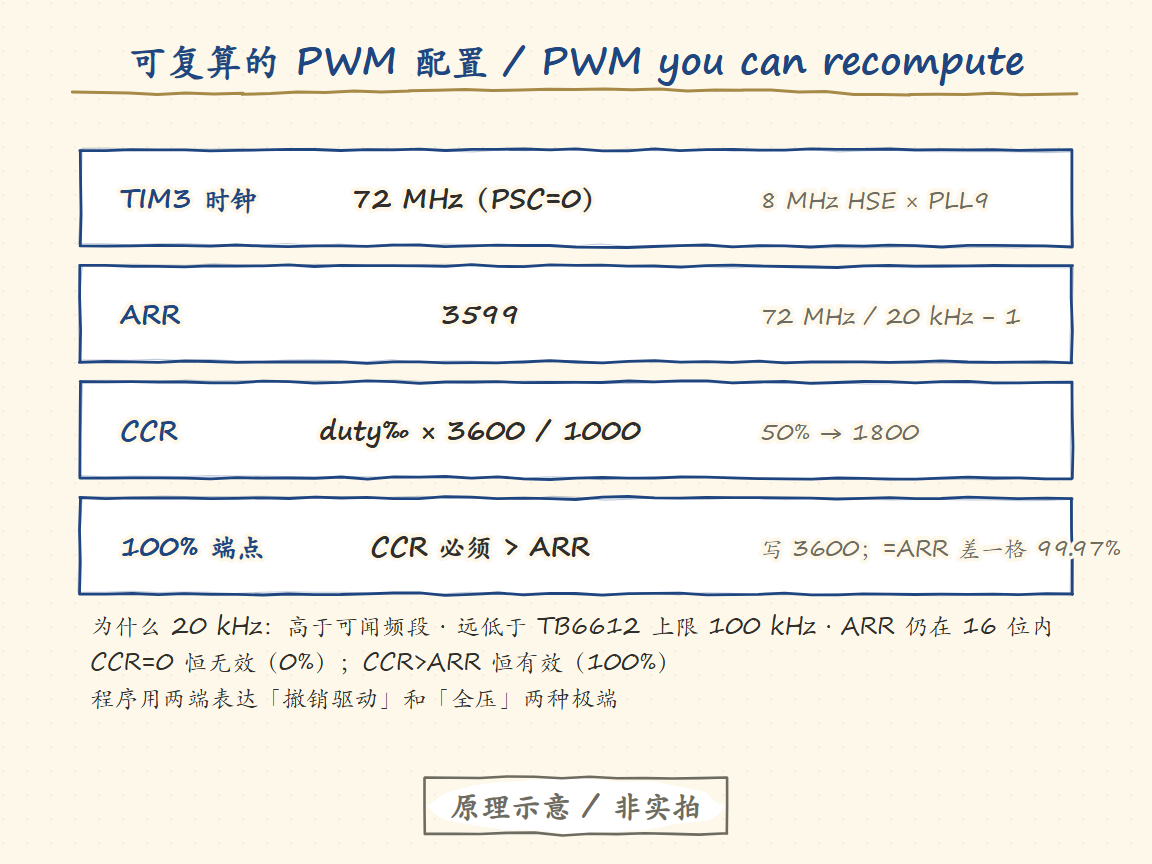 可复算的 PWM 配置 / PWM you can recompute
TIM3 时钟 72 MHz (PSC=0) 8 MHz HSE × PLL9
ARR 3599 72 MHz / 20 kHz − 1
CCR duty‰ × 3600 / 1000 50% → 1800
100% 端点 CCR 必须 > ARR 写 3600；=ARR 差一格 99.97%
为什么 20 kHz：高于可闻频段 · 远低于 TB6612 上限 100 kHz · ARR 仍在 16 位内
CCR=0 恒无效（0%）；CCR>ARR 恒有效（100%）
程序用两端表达「撤销驱动」和「全压」两种极端
原理示意 / 非实拍